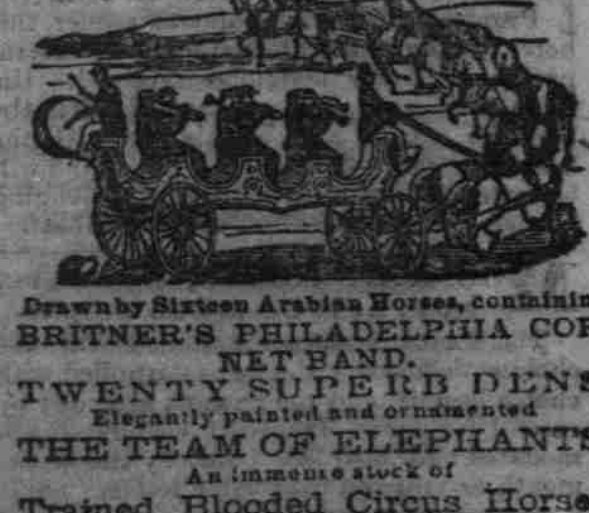 Drawn by Sixteen Arabian Horses, containin
BRITNER'S PHILADELPHIA COR
NET BAND.
TWENTY SUPERB DENS
Elegantly painted and ornamented
THE TEAM OF ELEPHANTS
An immense stock of
Trained Blooded Circus Horse